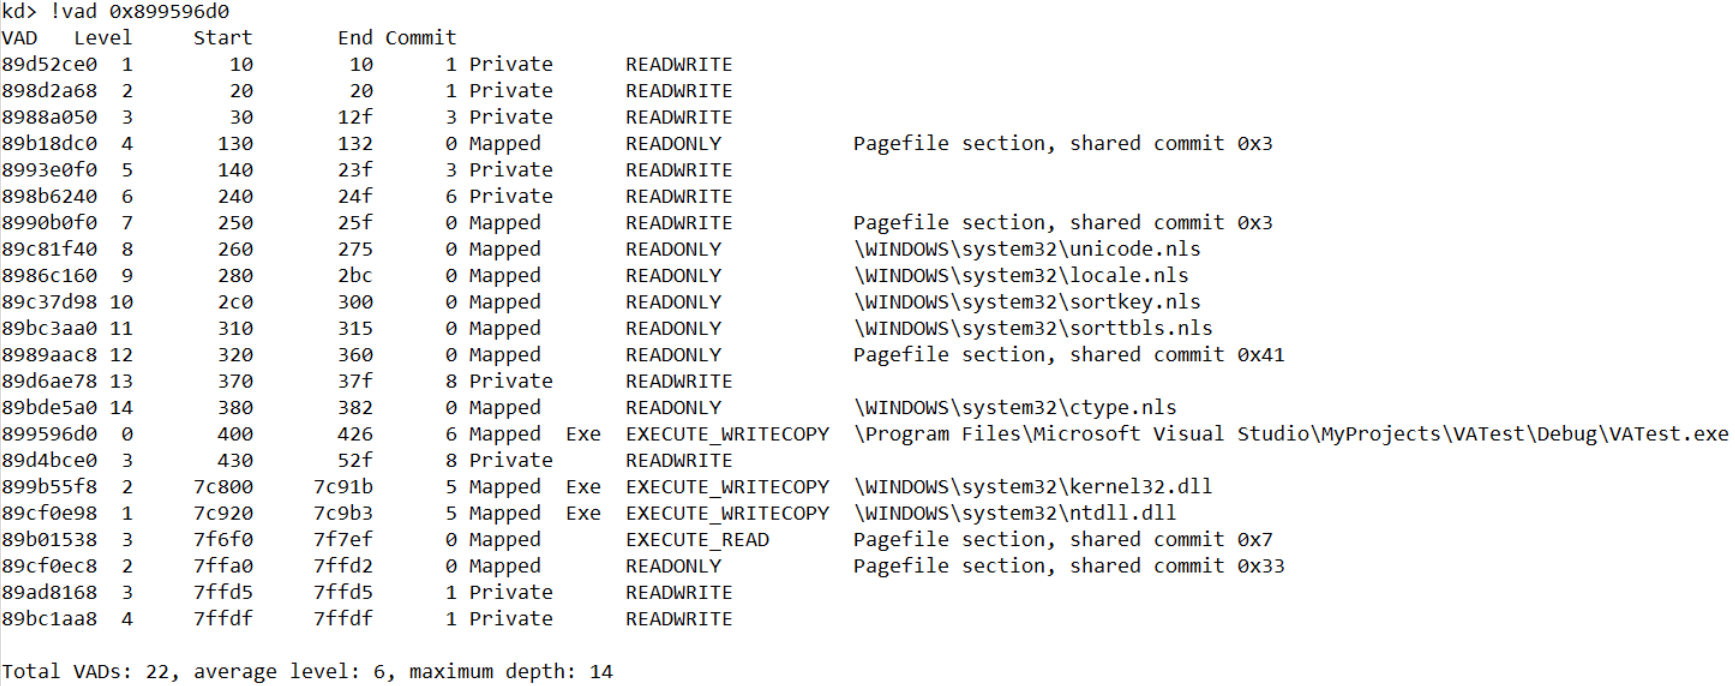 kd> !vad 0x899596d0
VAD   Level     Start       End Commit
89d52ce0  1        10        10      1 Private      READWRITE
898d2a68  2        20        20      1 Private      READWRITE
8988a050  3        30       12f      3 Private      READWRITE
89b18dc0  4       130       132      0 Mapped       READONLY           Pagefile section, shared commit 0x3
8993e0f0  5       140       23f      3 Private      READWRITE
898b6240  6       240       24f      6 Private      READWRITE
8990b0f0  7       250       25f      0 Mapped       READWRITE          Pagefile section, shared commit 0x3
89c81f40  8       260       275      0 Mapped       READONLY           \WINDOWS\system32\unicode.nls
8986c160  9       280       2bc      0 Mapped       READONLY           \WINDOWS\system32\locale.nls
89c37d98 10       2c0       300      0 Mapped       READONLY           \WINDOWS\system32\sortkey.nls
89bc3aa0 11       310       315      0 Mapped       READONLY           \WINDOWS\system32\sorttbls.nls
8989aac8 12       320       360      0 Mapped       READONLY           Pagefile section, shared commit 0x41
89d6ae78 13       370       37f      8 Private      READWRITE
89bde5a0 14       380       382      0 Mapped       READONLY           \WINDOWS\system32\ctype.nls
899596d0  0       400       426      6 Mapped  Exe  EXECUTE_WRITECOPY  \Program Files\Microsoft Visual Studio\MyProjects\VATest\Debug\VATest.exe
89d4bce0  3       430       52f      8 Private      READWRITE
899b55f8  2     7c800     7c91b      5 Mapped  Exe  EXECUTE_WRITECOPY  \WINDOWS\system32\kernel32.dll
89cf0e98  1     7c920     7c9b3      5 Mapped  Exe  EXECUTE_WRITECOPY  \WINDOWS\system32\ntdll.dll
89b01538  3     7f6f0     7f7ef      0 Mapped       EXECUTE_READ       Pagefile section, shared commit 0x7
89cf0ec8  2     7ffa0     7ffd2      0 Mapped       READONLY           Pagefile section, shared commit 0x33
89ad8168  3     7ffd5     7ffd5      1 Private      READWRITE
89bc1aa8  4     7ffdf     7ffdf      1 Private      READWRITE
Total VADs: 22, average level: 6, maximum depth: 14